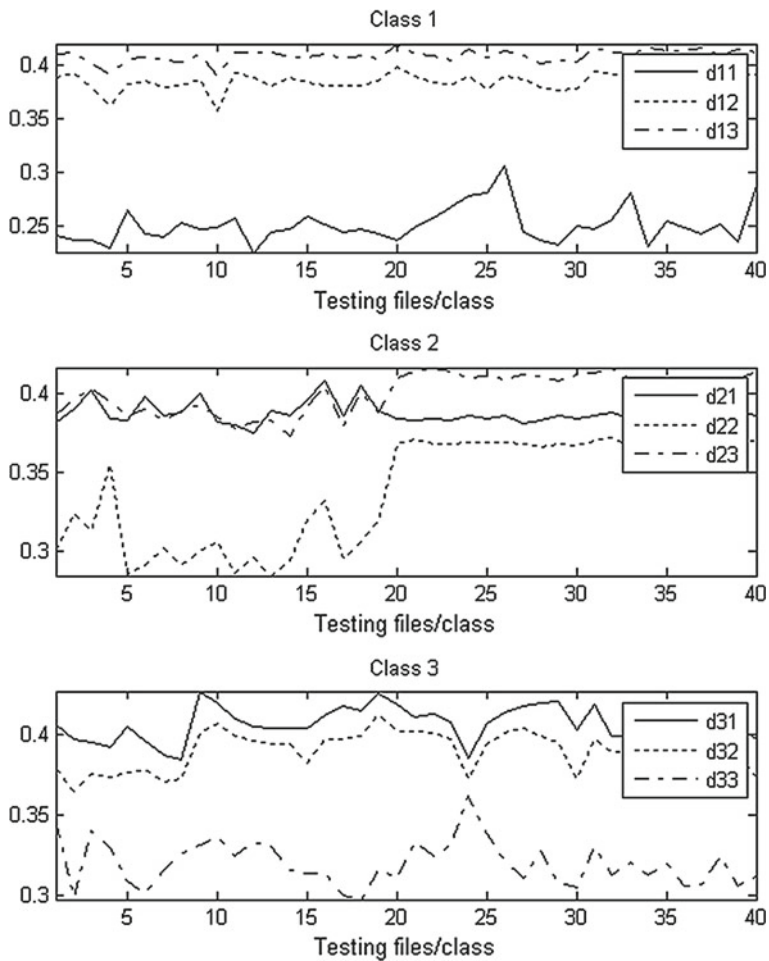 Class 1
0.4
0.35
0.3
0.25
d11
d12
d13
5 10 15 20 25 30 35 40
Testing files/class
Class 2
0.4
0.35
0.3
d21
d22
d23
5 10 15 20 25 30 35 40
Testing files/class
Class 3
0.4
0.35
0.3
d31
d32
d33
5 10 15 20 25 30 35 40
Testing files/class